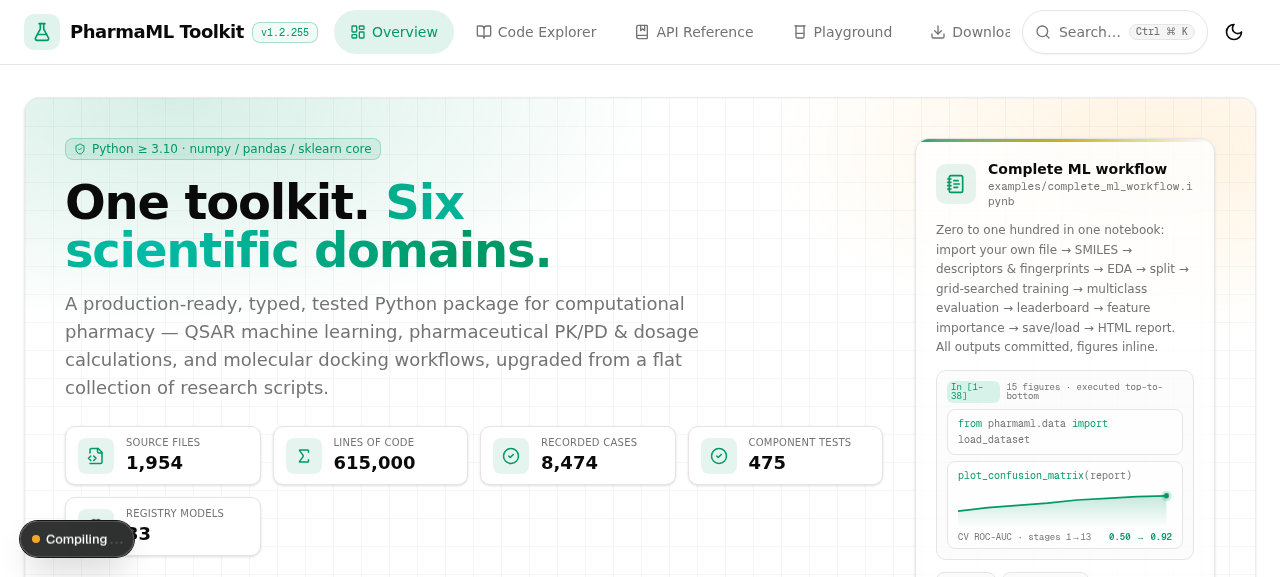 PharmaML Toolkit
v1.2.255
Overview
Code Explorer
API Reference
Playground
Search...
Ctrl ⌘ K
Python ≥ 3.10 · numpy / pandas / sklearn core
One toolkit. Six
scientific domains.
A production-ready, typed, tested Python package for computational
pharmacy — QSAR machine learning, pharmaceutical PK/PD & dosage
calculations, and molecular docking workflows, upgraded from a flat
collection of research scripts.
SOURCE FILES
1,954
LINES OF CODE
615,000
RECORDED CASES
8,474
COMPONENT TESTS
475
REGISTRY MODELS
Compiling...
Complete ML workflow
examples/complete_ml_workflow.i
pynb
Zero to one hundred in one notebook:
import your own file → SMILES →
descriptors & fingerprints → EDA → split →
grid-searched training → multiclass
evaluation → leaderboard → feature
importance → save/load → HTML report.
All outputs committed, figures inline.
In [1-
38]
15 figures · executed top-to-
bottom
from pharmaml.data import
load_dataset
plot_confusion_matrix(report)
CV ROC-AUC · stages 1→13
0.50 → 0.92